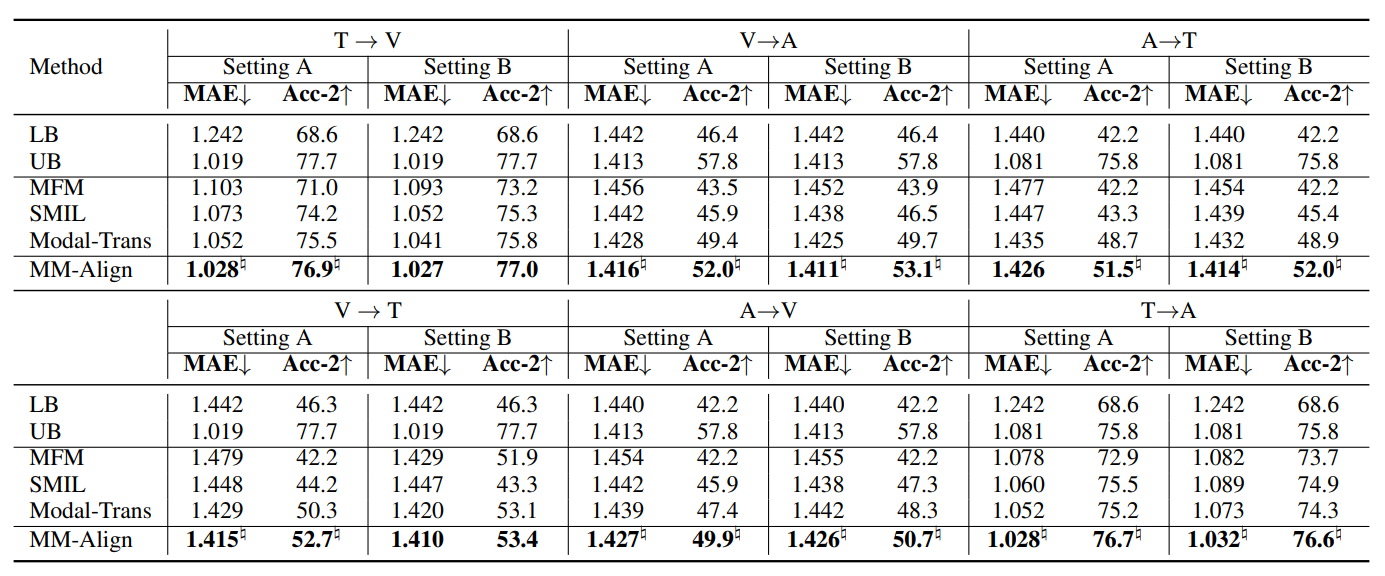 T → V V→A A→T
Method Setting A Setting B Setting A Setting B Setting A Setting B
MAE↓ Acc-2↑ MAE↓ Acc-2↑ MAE↓ Acc-2↑ MAE↓ Acc-2↑ MAE↓ Acc-2↑ MAE↓ Acc-2↑
LB 1.242 68.6 1.242 68.6 1.442 46.4 1.442 46.4 1.440 42.2 1.440 42.2
UB 1.019 77.7 1.019 77.7 1.413 57.8 1.413 57.8 1.081 75.8 1.081 75.8
MFM 1.103 71.0 1.093 73.2 1.456 43.5 1.452 43.9 1.477 42.2 1.454 42.2
SMIL 1.073 74.2 1.052 75.3 1.442 45.9 1.438 46.5 1.447 43.3 1.439 45.4
Modal-Trans 1.052 75.5 1.041 75.8 1.428 49.4 1.425 49.7 1.435 48.7 1.432 48.9
MM-Align 1.028♮ 76.9♮ 1.027 77.0 1.416♮ 52.0♮ 1.411♮ 53.1♮ 1.426 51.5♮ 1.414♮ 52.0♮
V → T A→V T→A
Setting A Setting B Setting A Setting B Setting A Setting B
MAE↓ Acc-2↑ MAE↓ Acc-2↑ MAE↓ Acc-2↑ MAE↓ Acc-2↑ MAE↓ Acc-2↑ MAE↓ Acc-2↑
LB 1.442 46.3 1.442 46.3 1.440 42.2 1.440 42.2 1.242 68.6 1.242 68.6
UB 1.019 77.7 1.019 77.7 1.413 57.8 1.413 57.8 1.081 75.8 1.081 75.8
MFM 1.479 42.2 1.429 51.9 1.454 42.2 1.455 42.2 1.078 72.9 1.082 73.7
SMIL 1.448 44.2 1.447 43.3 1.442 45.9 1.438 47.3 1.060 75.5 1.089 74.9
Modal-Trans 1.429 50.3 1.420 53.1 1.439 47.4 1.442 48.3 1.052 75.2 1.073 74.3
MM-Align 1.415♮ 52.7♮ 1.410 53.4 1.427♮ 49.9♮ 1.426♮ 50.7♮ 1.028♮ 76.7♮ 1.032♮ 76.6♮